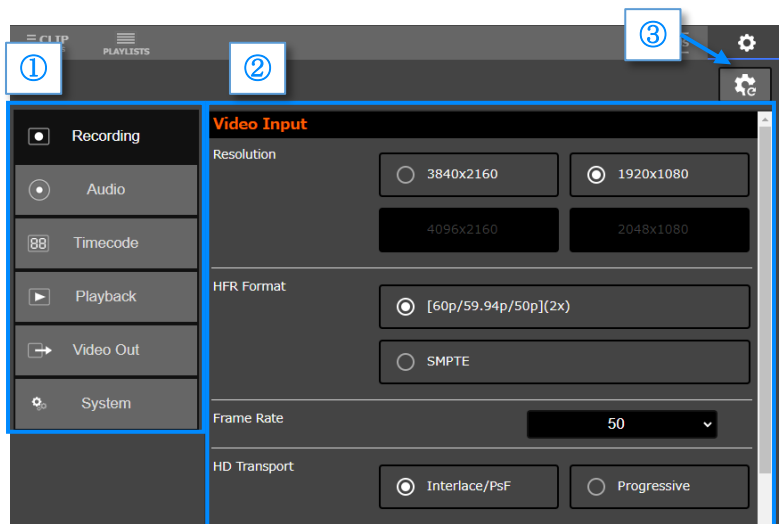 CLIP
PLAYLISTS
①
②
③
Recording
Audio
Timecode
Playback
Video Out
System
Video Input
Resolution
3840x2160
1920x1080
4096x2160
2048x1080
HFR Format
[60p/59.94p/50p](2x)
SMPTE
Frame Rate
50
HD Transport
Interlace/PsF
Progressive